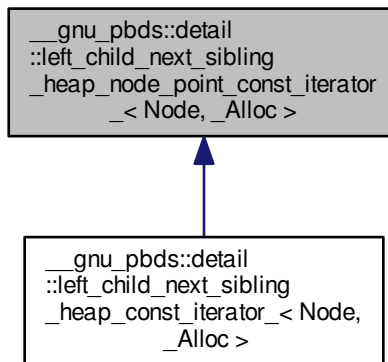 __gnu_pbds::detail
::left_child_next_sibling
_heap_node_point_const_iterator
_< Node, _Alloc >
__gnu_pbds::detail
::left_child_next_sibling
_heap_const_iterator_< Node,
_Alloc >